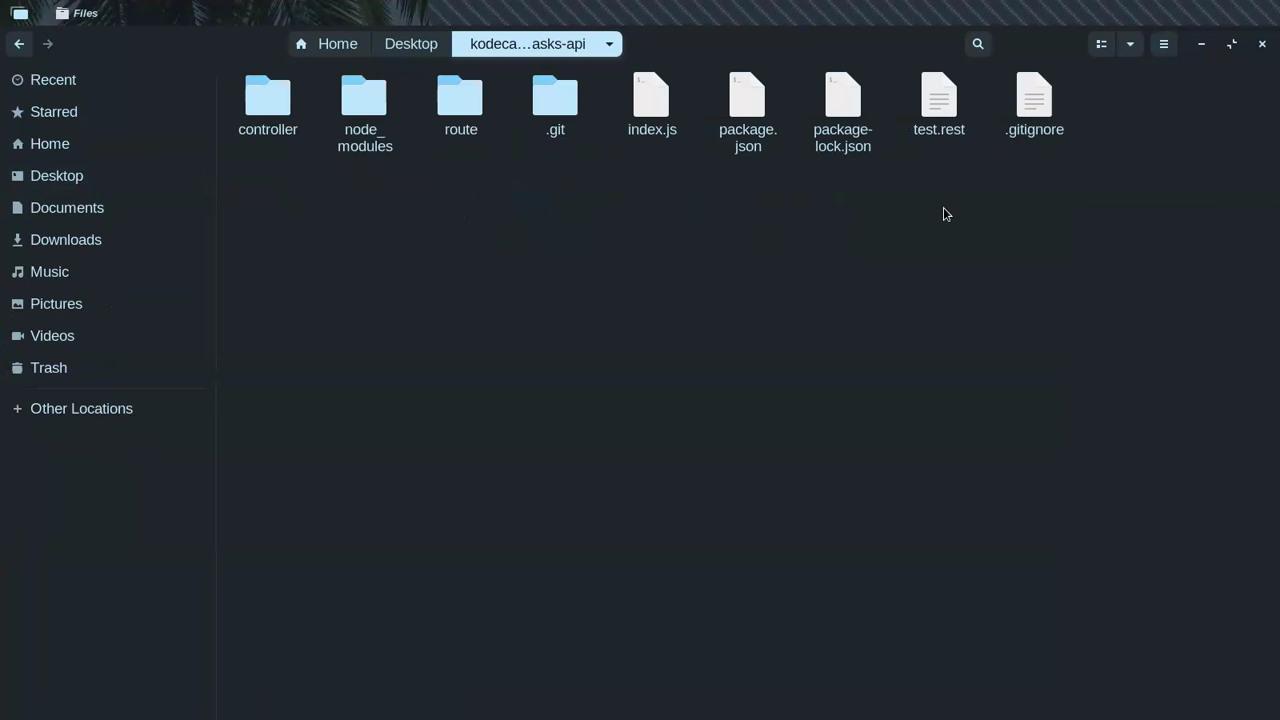 Files
Home
Desktop
kodeca...asks-api
Recent
Starred
Home
Desktop
Documents
Downloads
Music
Pictures
Videos
Trash
Other Locations
controller
node_
modules
route
.git
index.js
package.
json
package-
lock.json
test.rest
.gitignore